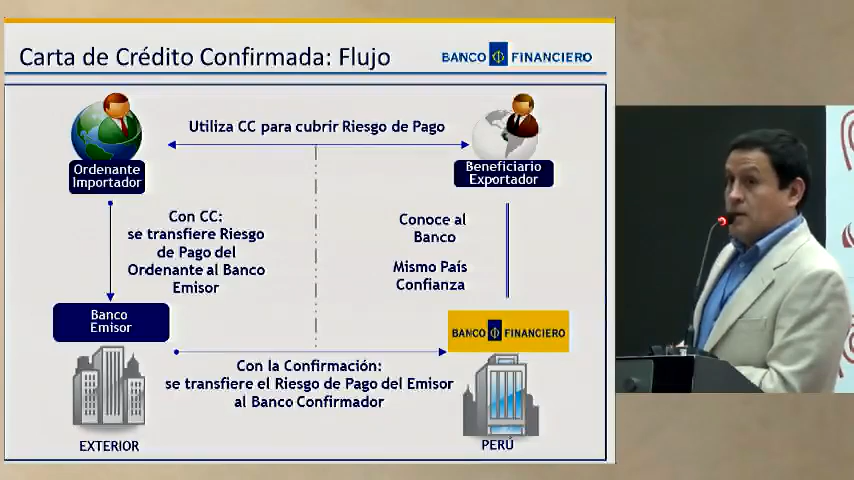 Carta de Crédito Confirmada: Flujo
BANCO FINANCIERO
Utiliza CC para cubrir Riesgo de Pago
Ordenante
Importador
Beneficiario
Exportador
Con CC:
se transfiere Riesgo
de Pago del
Ordenante al Banco
Emisor
Conoce al
Banco
Mismo País
Confianza
Banco
Emisor
BANCO FINANCIERO
Con la Confirmación:
se transfiere el Riesgo de Pago del Emisor
al Banco Confirmador
EXTERIOR
PERÚ